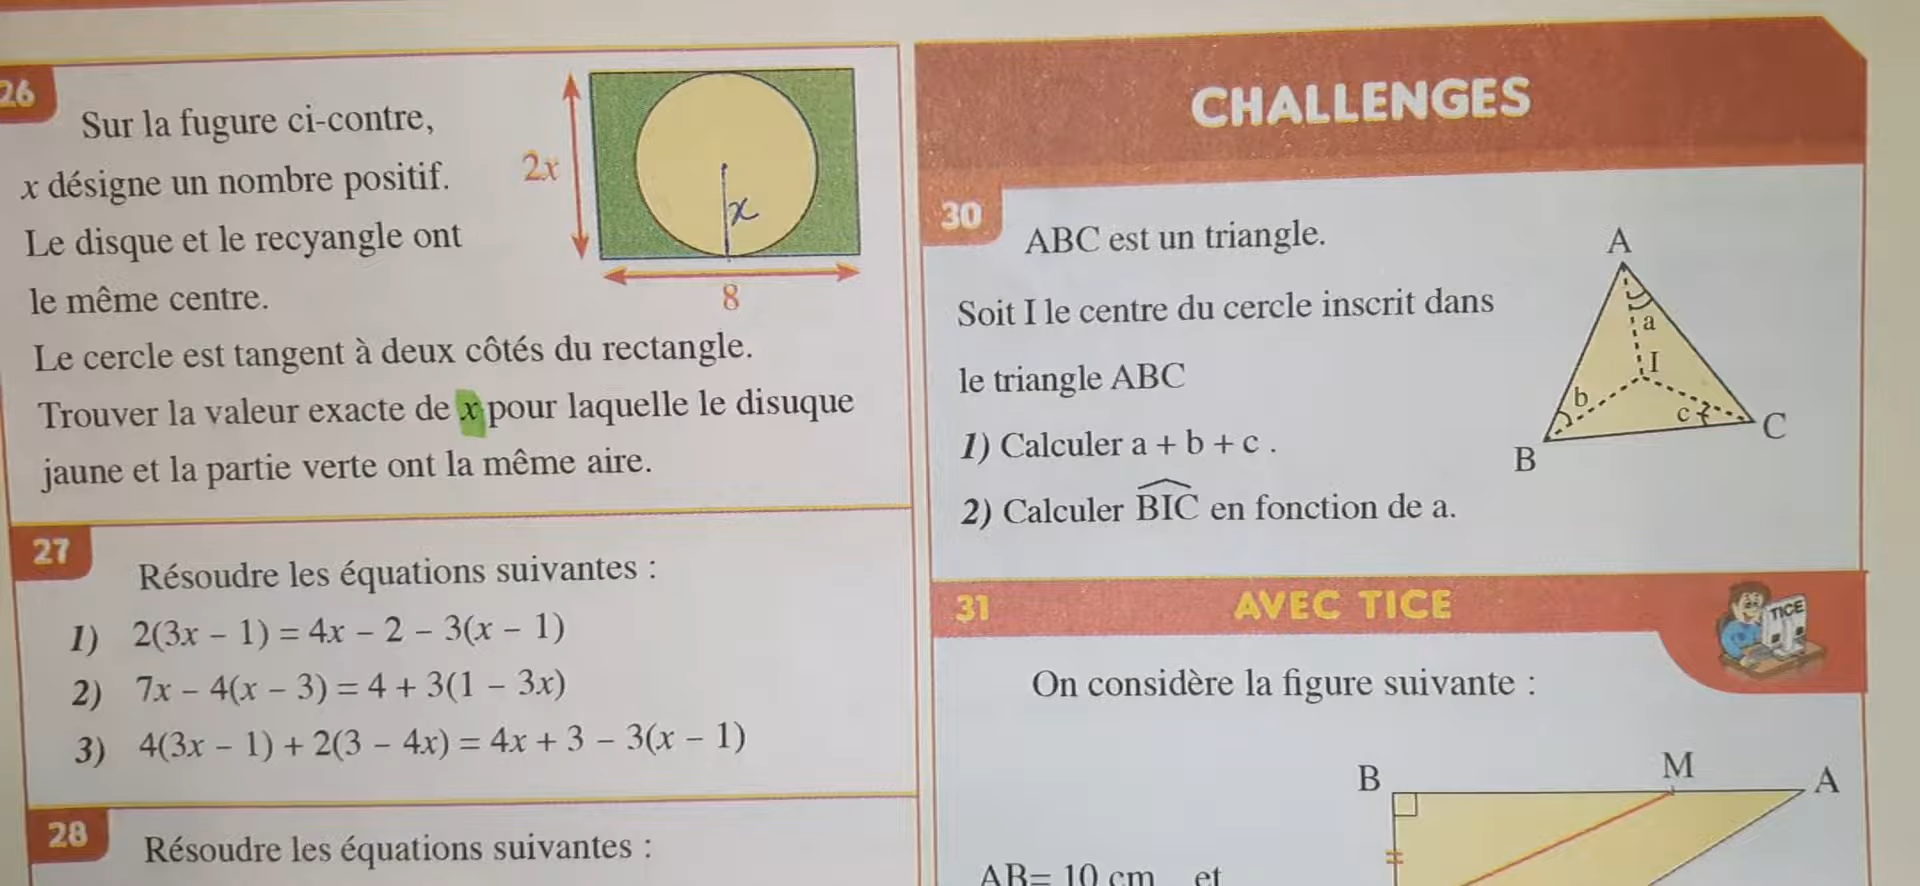 26
Sur la fugure ci-contre,
x désigne un nombre positif.
Le disque et le recyangle ont
le même centre.
Le cercle est tangent à deux côtés du rectangle.
Trouver la valeur exacte de x pour laquelle le disuque
jaune et la partie verte ont la même aire.
2x
x
8
27
Résoudre les équations suivantes :
1) 2(3x – 1) = 4x – 2 – 3(x – 1)
2) 7x – 4(x – 3) = 4 + 3(1 – 3x)
3) 4(3x – 1) + 2(3 – 4x) = 4x + 3 – 3(x – 1)
28
Résoudre les équations suivantes :
CHALLENGES
30
ABC est un triangle.
Soit I le centre du cercle inscrit dans
le triangle ABC
1) Calculer a + b + c .
2) Calculer \widehat{BIC} en fonction de a.
A
a
I
b
c
C
B
31
AVEC TICE
TICE
On considère la figure suivante :
B
M
A
AB= 10 cm et